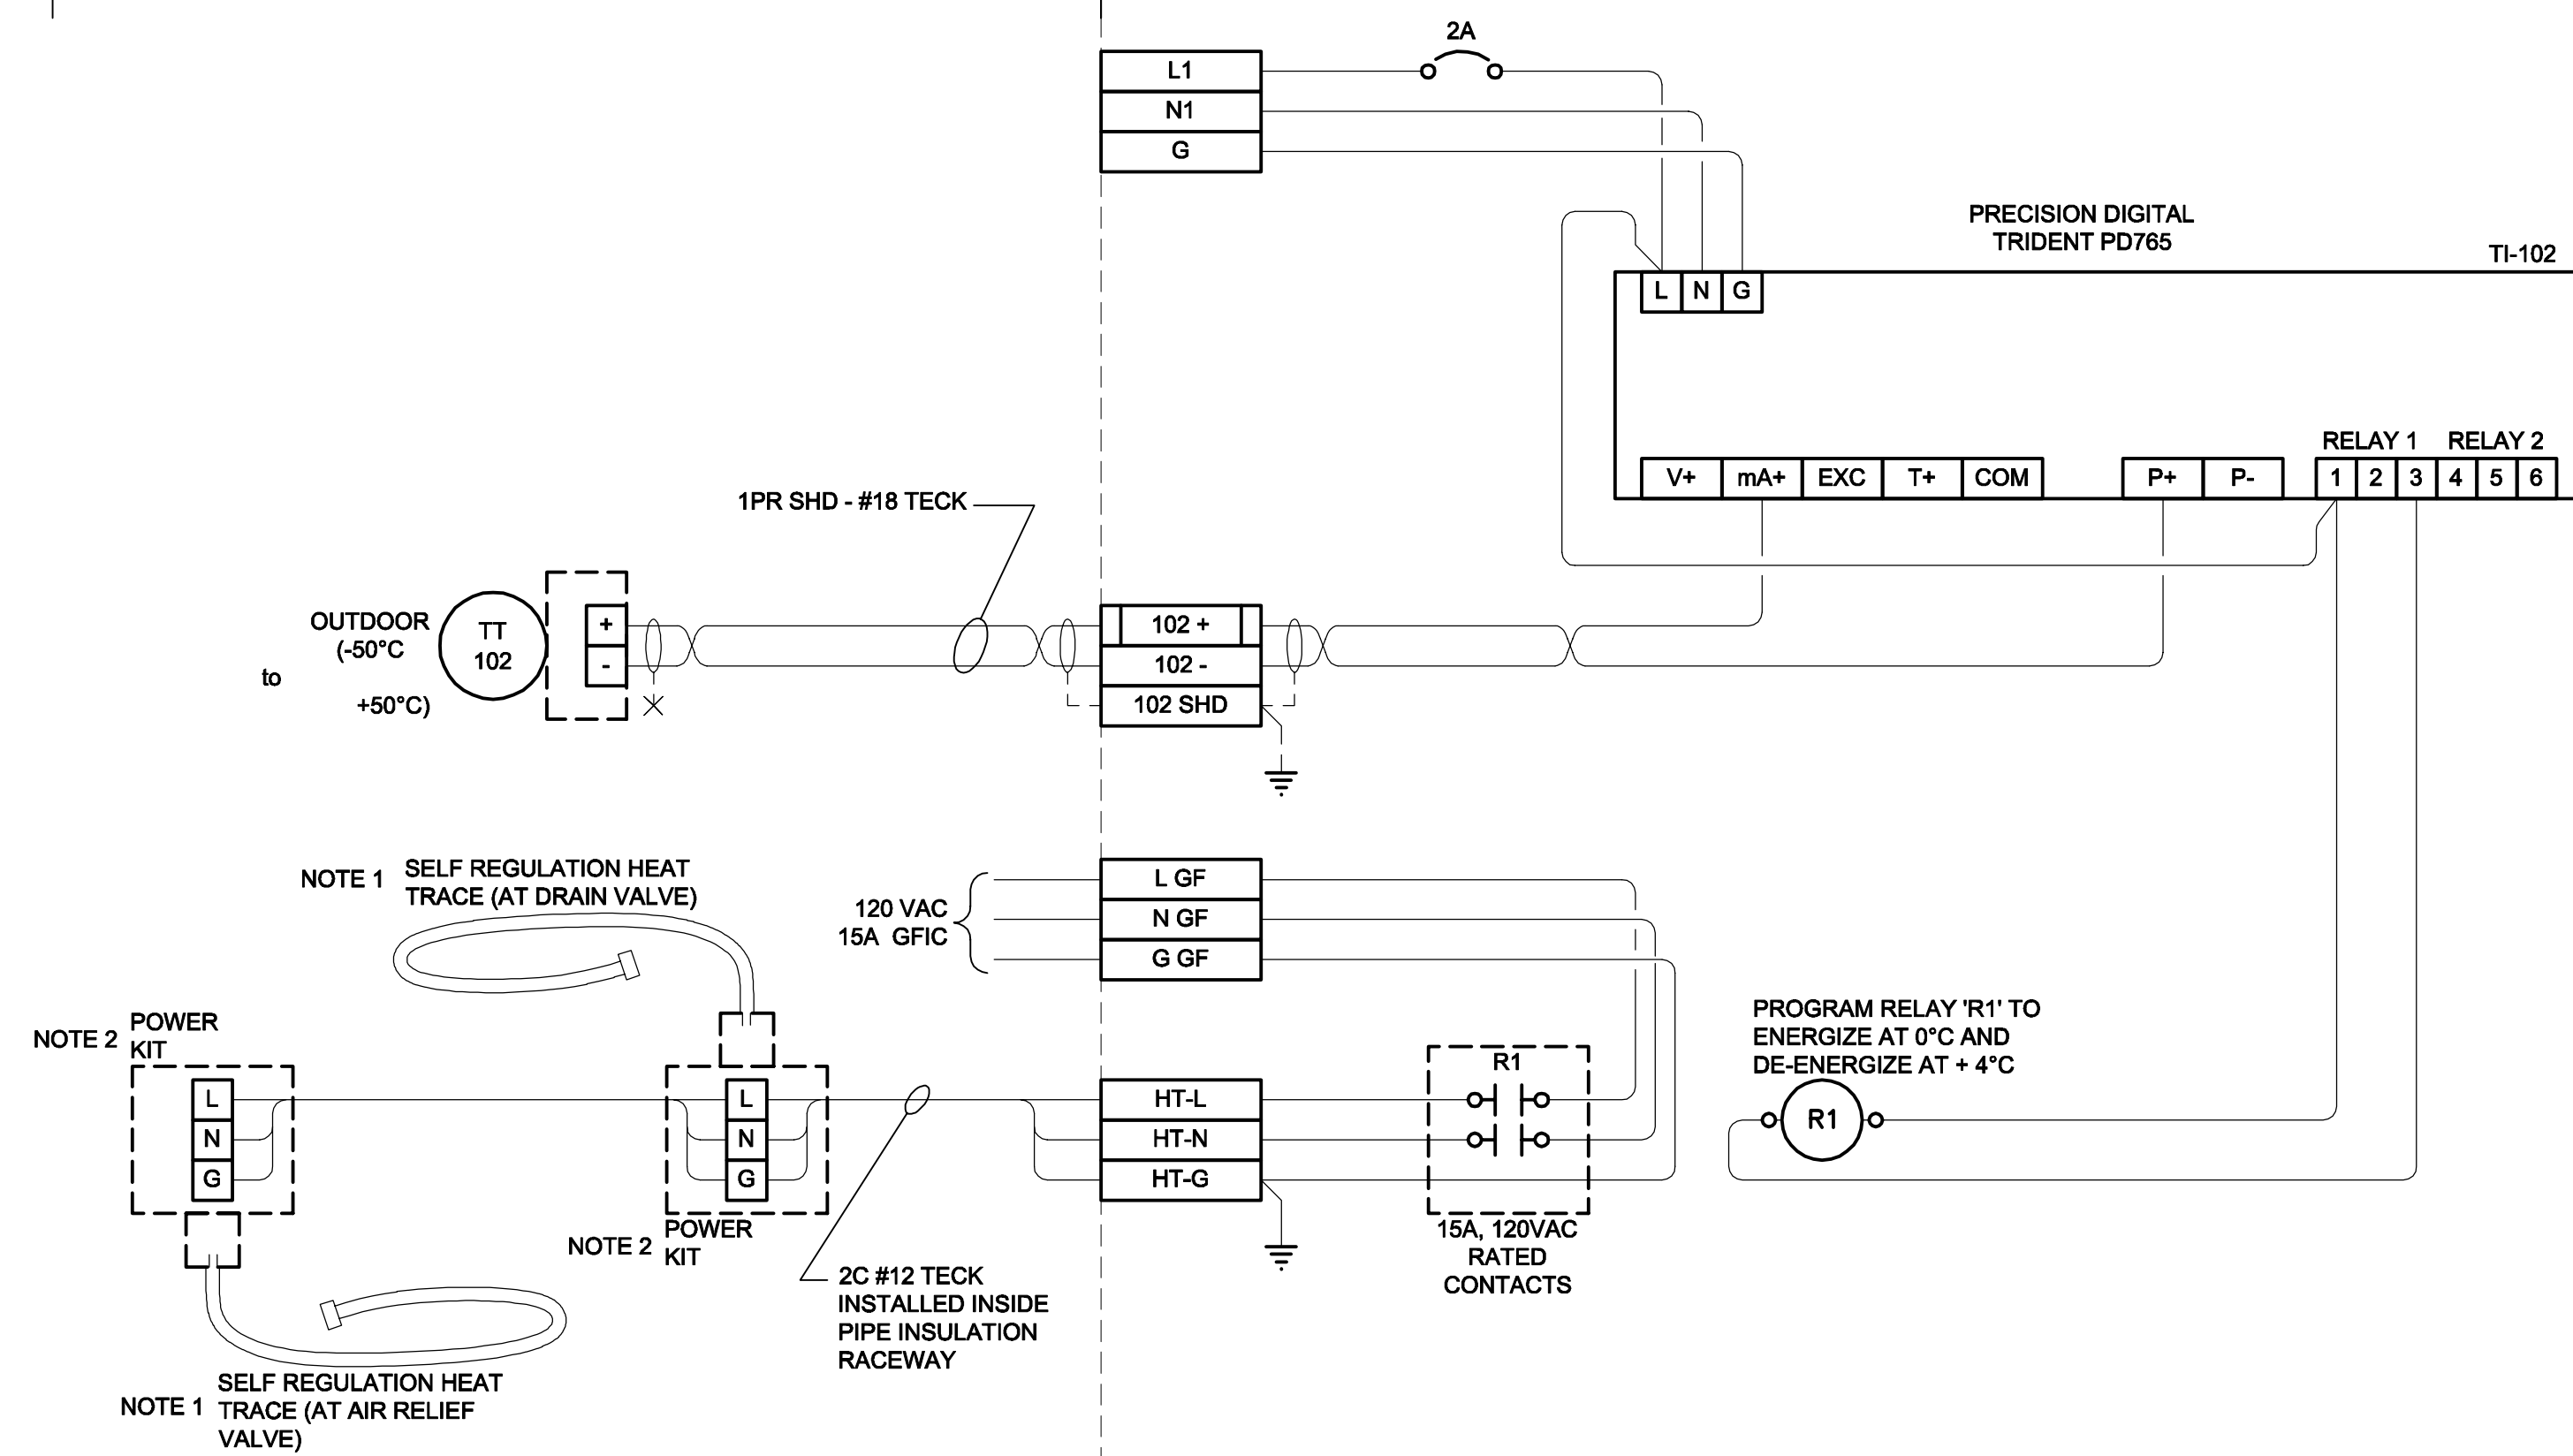 2A
L1
N1
G
PRECISION DIGITAL
TRIDENT PD765
TI-102
L N G
RELAY 1 RELAY 2
V+ mA+ EXC T+ COM P+ P- 1 2 3 4 5 6
1PR SHD - #18 TECK
OUTDOOR
(-50°C
to
+50°C)
TT
102
+
-
102 +
102 -
102 SHD
NOTE 1
SELF REGULATION HEAT
TRACE (AT DRAIN VALVE)
120 VAC
15A GFIC
L GF
N GF
G GF
NOTE 2
POWER
KIT
L
N
G
L
N
G
NOTE 2
POWER
KIT
HT-L
HT-N
HT-G
R1
15A, 120VAC
RATED
CONTACTS
PROGRAM RELAY 'R1' TO
ENERGIZE AT 0°C AND
DE-ENERGIZE AT + 4°C
R1
2C #12 TECK
INSTALLED INSIDE
PIPE INSULATION
RACEWAY
NOTE 1
SELF REGULATION HEAT
TRACE (AT AIR RELIEF
VALVE)